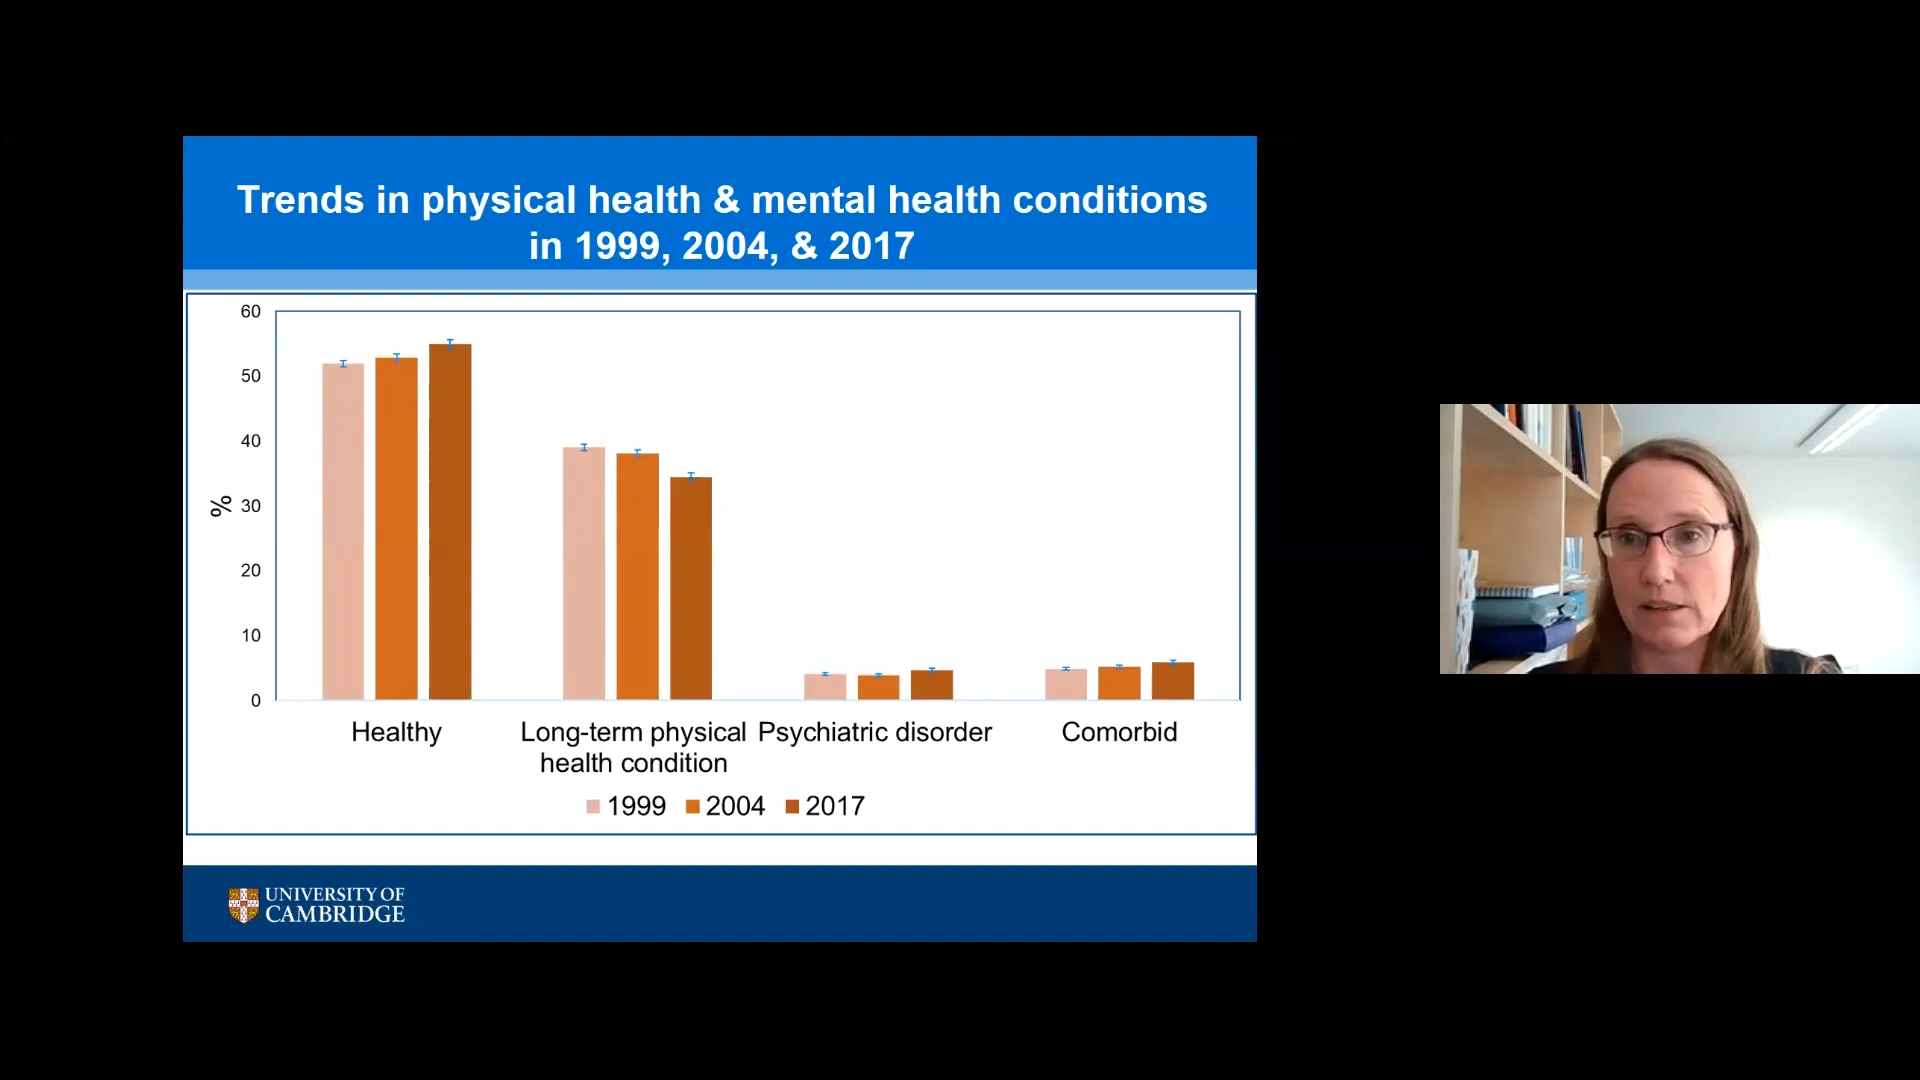 Trends in physical health & mental health conditions
in 1999, 2004, & 2017
60
50
40
30
20
10
0
%
Healthy
Long-term physical
health condition
Psychiatric disorder
Comorbid
1999 2004 2017
UNIVERSITY OF
CAMBRIDGE